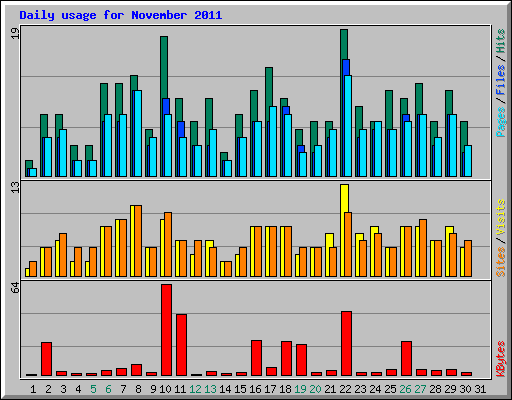 Daily usage for November 2011
19
Pages / Files / Hits
13
Sites / Visits
64
KBytes
1 2 3 4 5 6 7 8 9 10 11 12 13 14 15 16 17 18 19 20 21 22 23 24 25 26 27 28 29 30 31